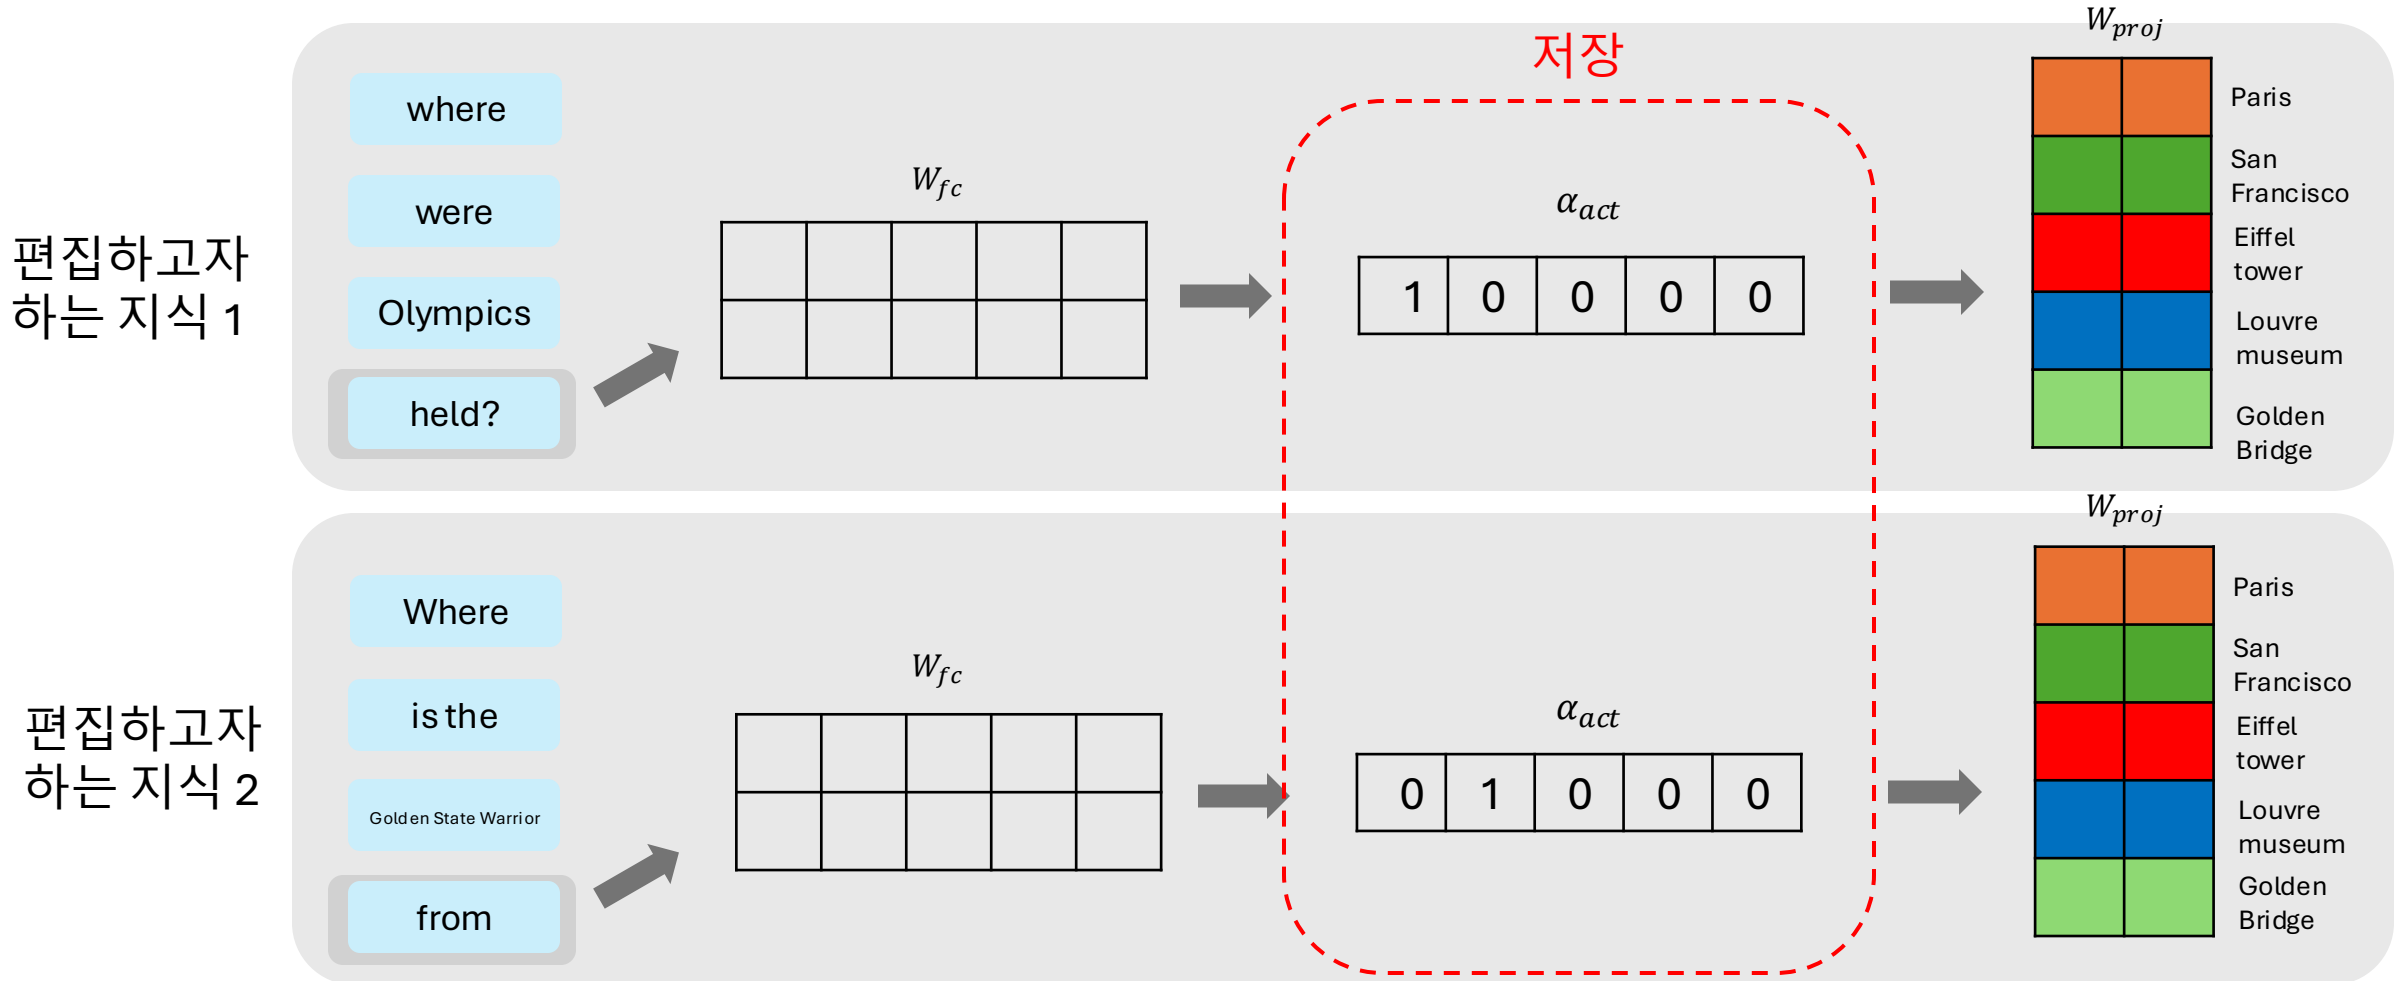 편집하고자
하는 지식 1
where
were
Olympics
held?
W_fc
저장
α_act
1 0 0 0 0
W_proj
Paris
San
Francisco
Eiffel
tower
Louvre
museum
Golden
Bridge
편집하고자
하는 지식 2
Where
is the
Golden State Warrior
from
W_fc
α_act
0 1 0 0 0
W_proj
Paris
San
Francisco
Eiffel
tower
Louvre
museum
Golden
Bridge